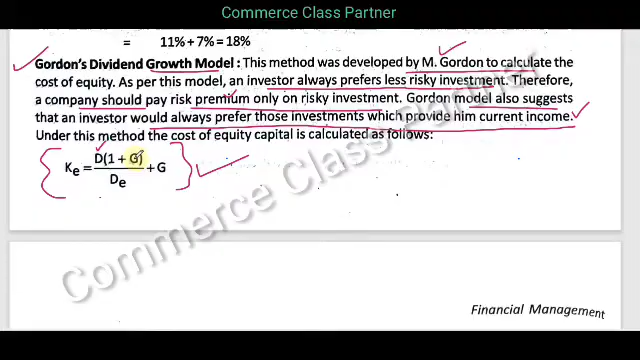 Commerce Class Partner
= 11% + 7% = 18%
Gordon's Dividend Growth Model : This method was developed by M. Gordon to calculate the
cost of equity. As per this model, an investor always prefers less risky investment. Therefore,
a company should pay risk premium only on risky investment. Gordon model also suggests
that an investor would always prefer those investments which provide him current income.
Under this method the cost of equity capital is calculated as follows:
Ke = D(1 + G) / De + G
Commerce Class Partner
Financial Management